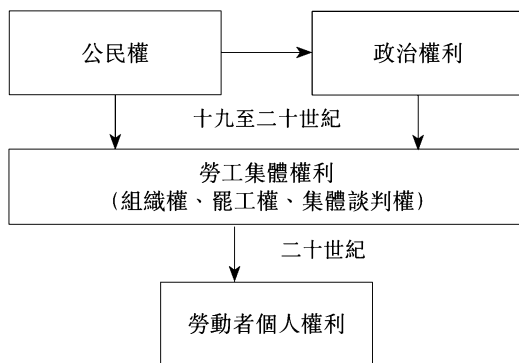 公民權
政治權利
十九至二十世紀
勞工集體權利
(組織權、罷工權、集體談判權)
二十世紀
勞動者個人權利